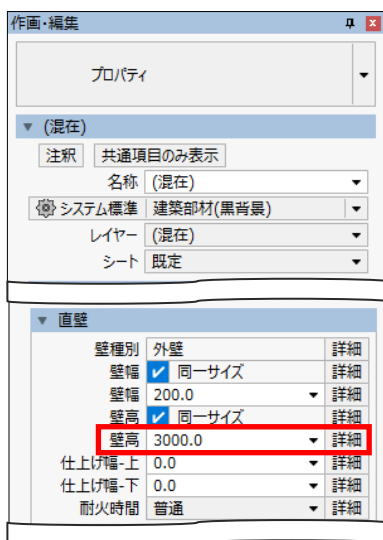 作画・編集
プロパティ
(混在)
注釈 共通項目のみ表示
名称 (混在)
システム標準 建築部材(黒背景)
レイヤー (混在)
シート 既定
直壁
壁種別 外壁 詳細
壁幅 同一サイズ
壁幅 200.0 詳細
壁高 同一サイズ 詳細
壁高 3000.0 詳細
仕上げ幅-上 0.0 詳細
仕上げ幅-下 0.0 詳細
耐火時間 普通 詳細